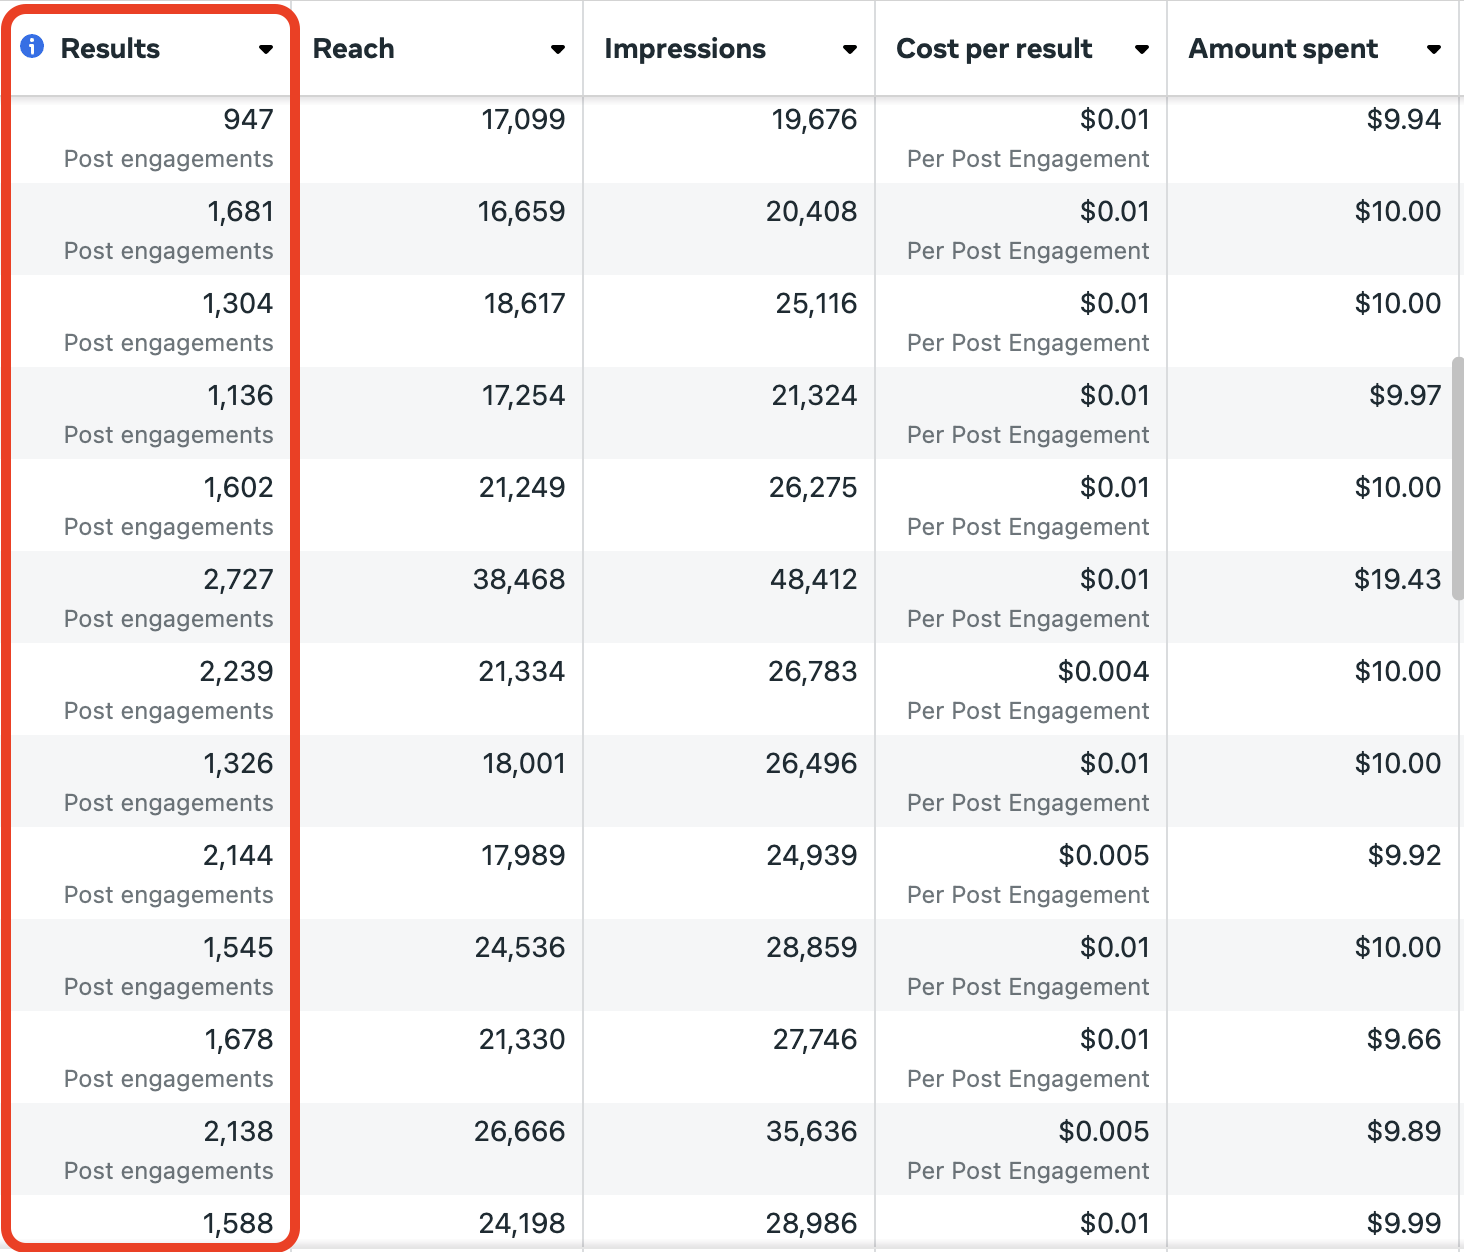 Results Reach Impressions Cost per result Amount spent
947 17,099 19,676 $0.01 $9.94
Post engagements Per Post Engagement
1,681 16,659 20,408 $0.01 $10.00
Post engagements Per Post Engagement
1,304 18,617 25,116 $0.01 $10.00
Post engagements Per Post Engagement
1,136 17,254 21,324 $0.01 $9.97
Post engagements Per Post Engagement
1,602 21,249 26,275 $0.01 $10.00
Post engagements Per Post Engagement
2,727 38,468 48,412 $0.01 $19.43
Post engagements Per Post Engagement
2,239 21,334 26,783 $0.004 $10.00
Post engagements Per Post Engagement
1,326 18,001 26,496 $0.01 $10.00
Post engagements Per Post Engagement
2,144 17,989 24,939 $0.005 $9.92
Post engagements Per Post Engagement
1,545 24,536 28,859 $0.01 $10.00
Post engagements Per Post Engagement
1,678 21,330 27,746 $0.01 $9.66
Post engagements Per Post Engagement
2,138 26,666 35,636 $0.005 $9.89
Post engagements Per Post Engagement
1,588 24,198 28,986 $0.01 $9.99